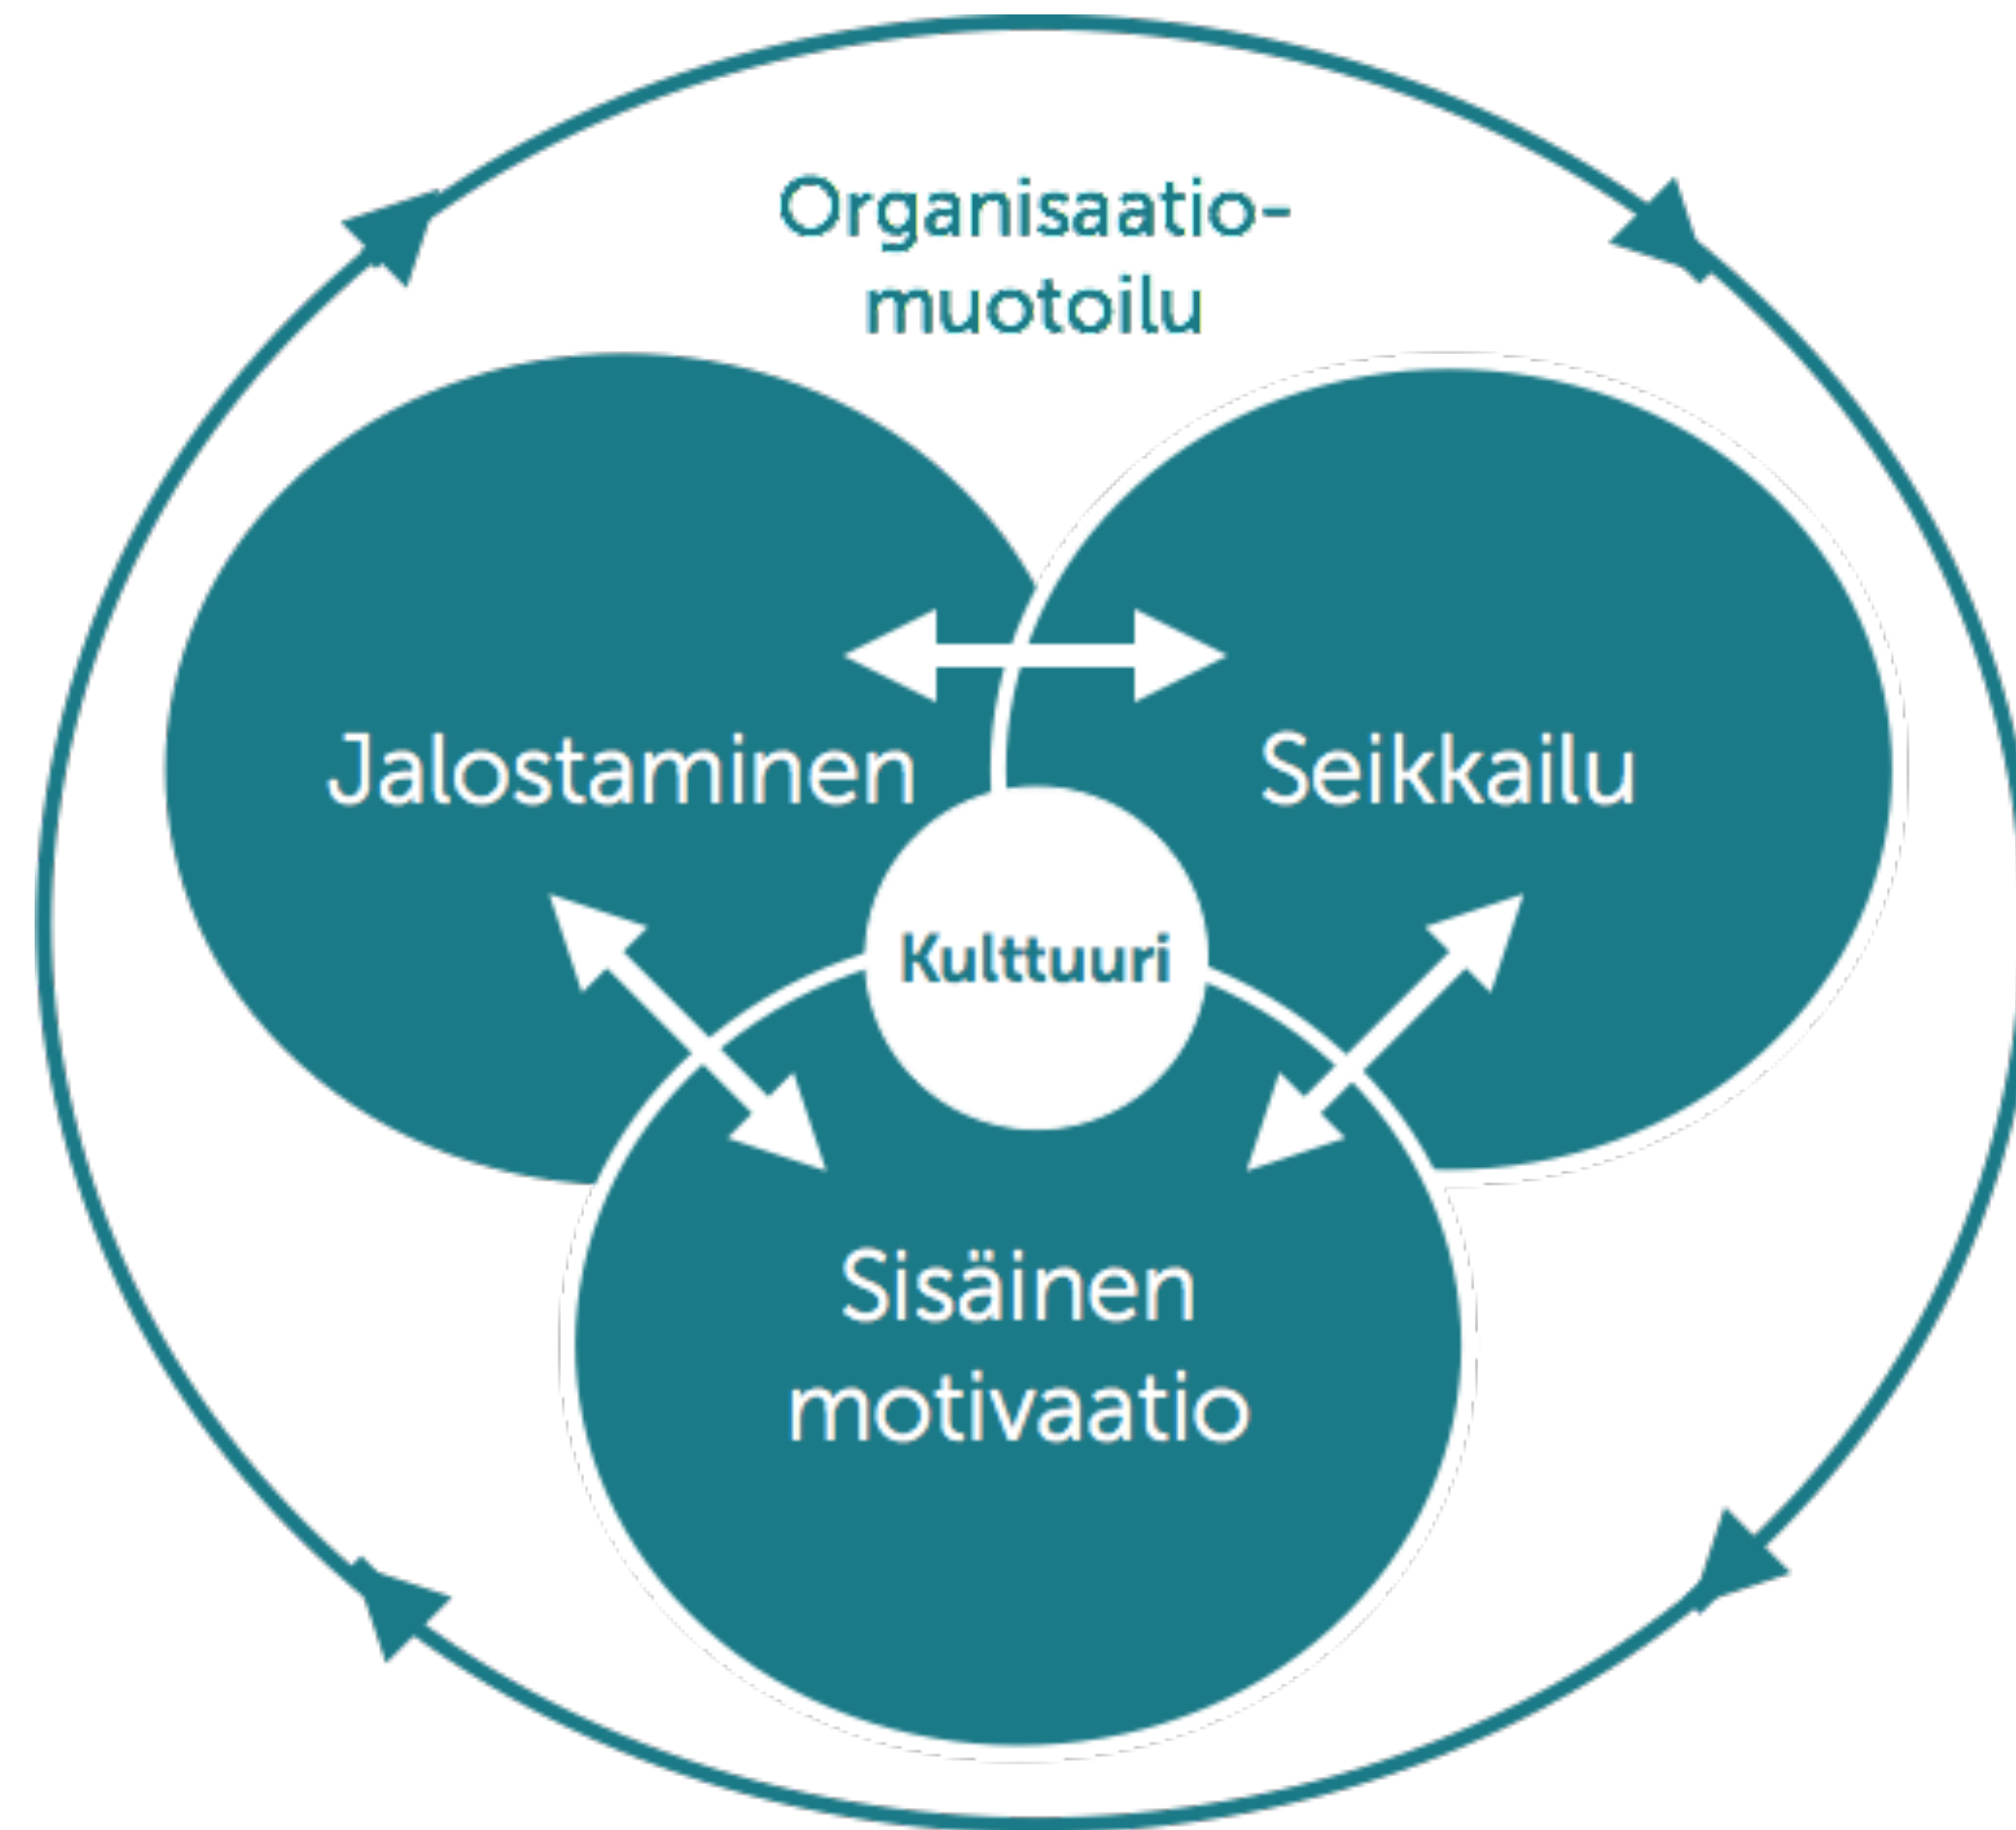 Organisaatio-
muotoilu
Jalostaminen
Seikkailu
Kulttuuri
Sisäinen
motivaatio